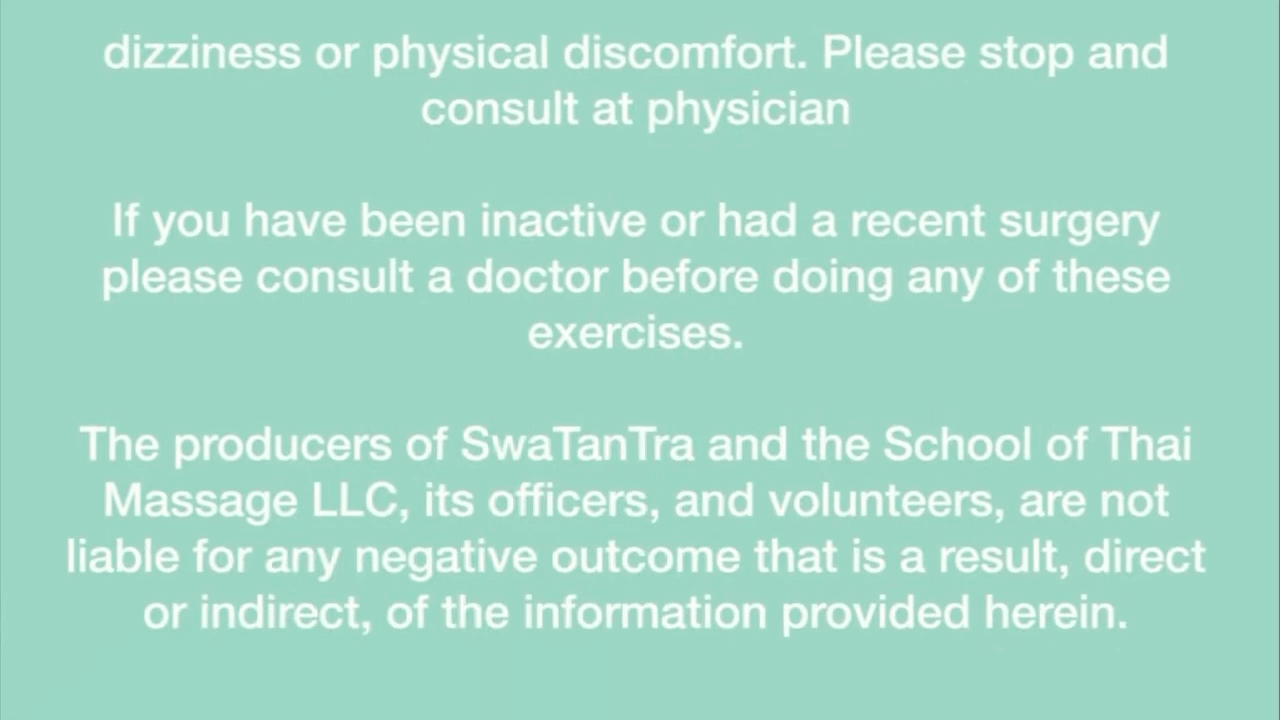 dizziness or physical discomfort. Please stop and
consult at physician
If you have been inactive or had a recent surgery
please consult a doctor before doing any of these
exercises.
The producers of SwaTanTra and the School of Thai
Massage LLC, its officers, and volunteers, are not
liable for any negative outcome that is a result, direct
or indirect, of the information provided herein.